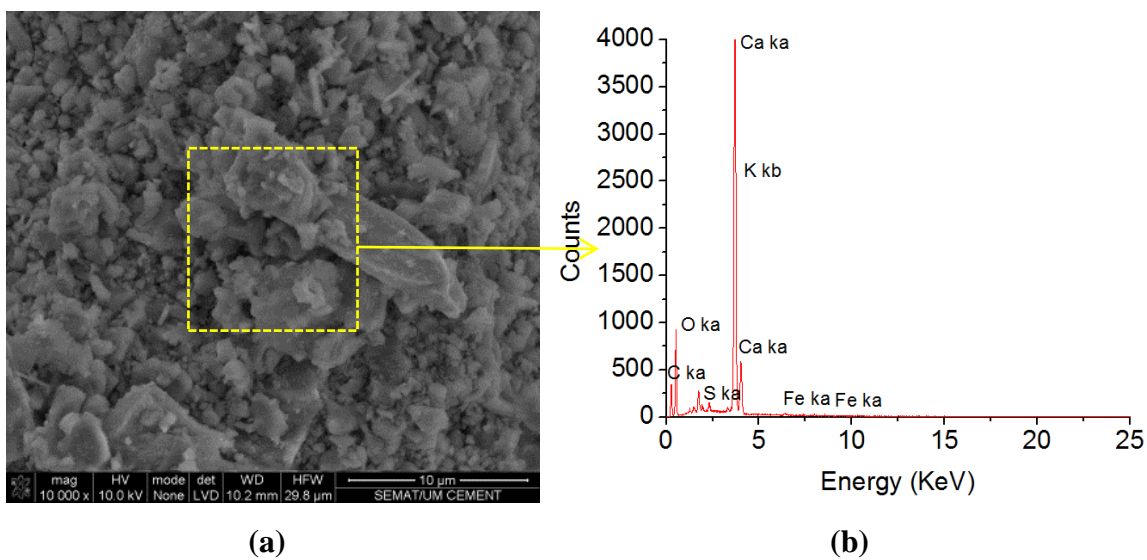 mag
HV
mode
det
WD
HFW
10 µm
10 000 x
10.0 kV
None
LVD
10.2 mm
29.8 µm
SEMAT/UM CEMENT
(a)
4000
3500
3000
2500
2000
1500
1000
500
0
Counts
Ca ka
K kb
O ka
Ca ka
C ka
S ka
Fe ka
Fe ka
0
5
10
15
20
25
Energy (KeV)
(b)